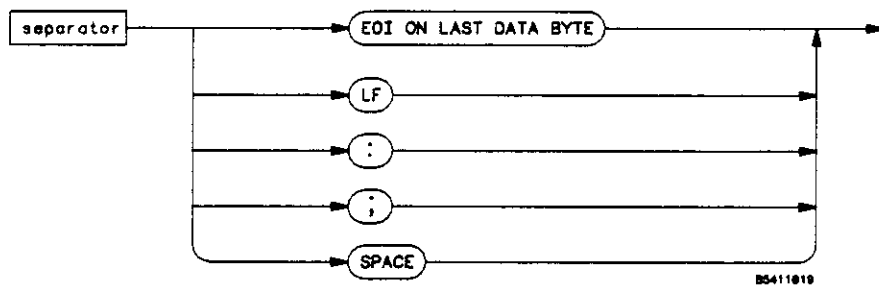 separator
EOI ON LAST DATA BYTE
LF
:
;
SPACE
B5411019